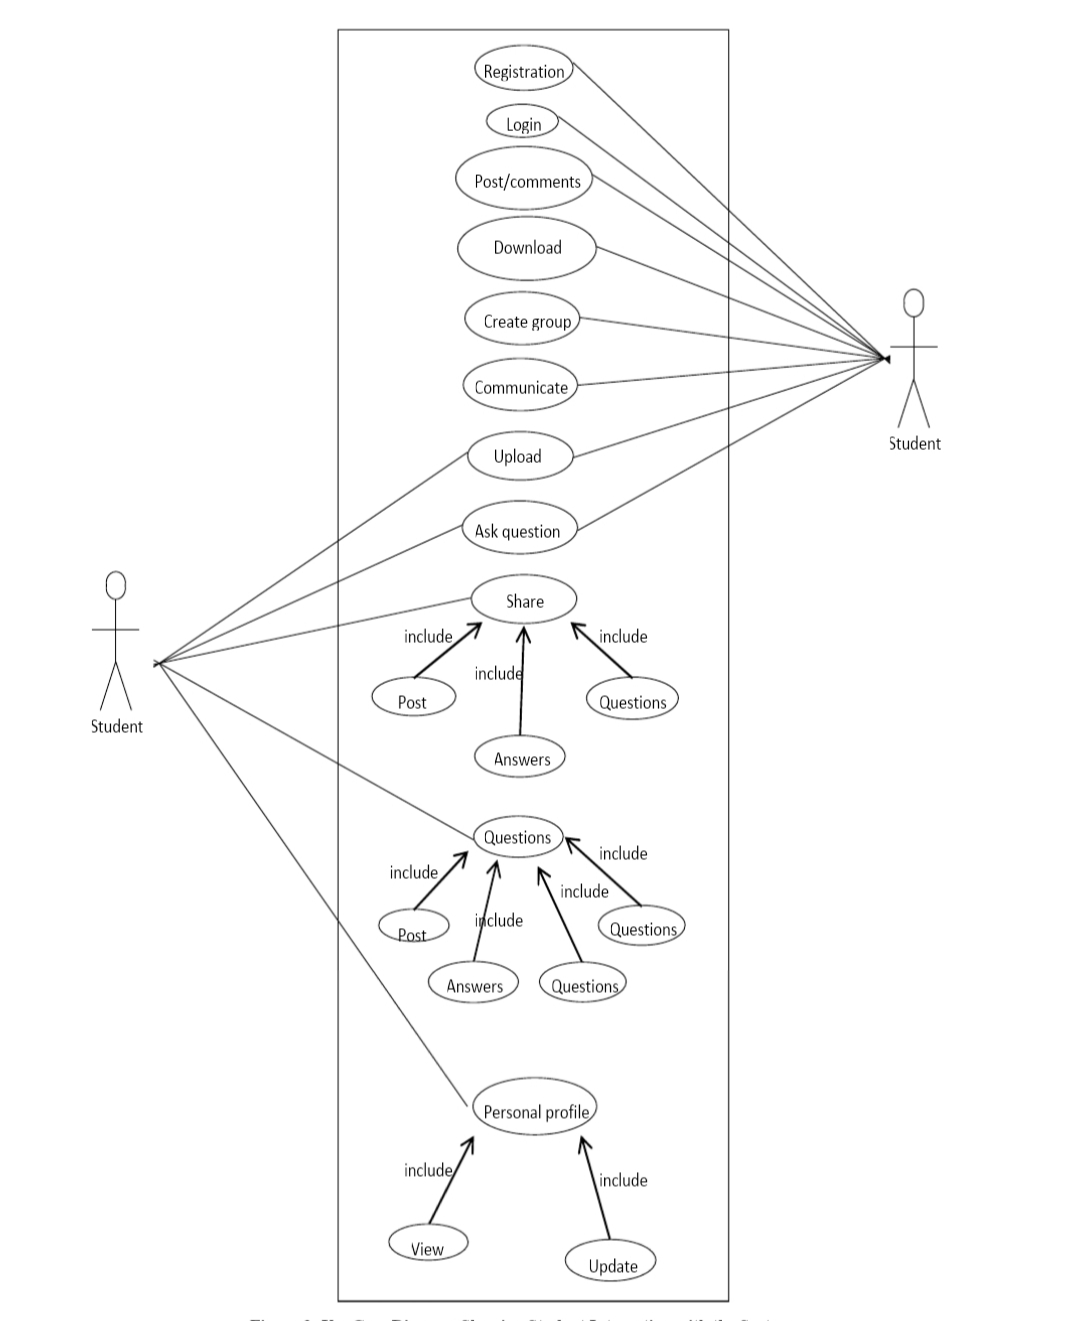 Registration
Login
Post/comments
Download
Create group
Communicate
Student
Upload
Ask question
Share
include
include
include
Post
Questions
Student
Answers
Questions
include
include
include
include
Post
Questions
Answers
Questions
Personal profile
include
include
View
Update